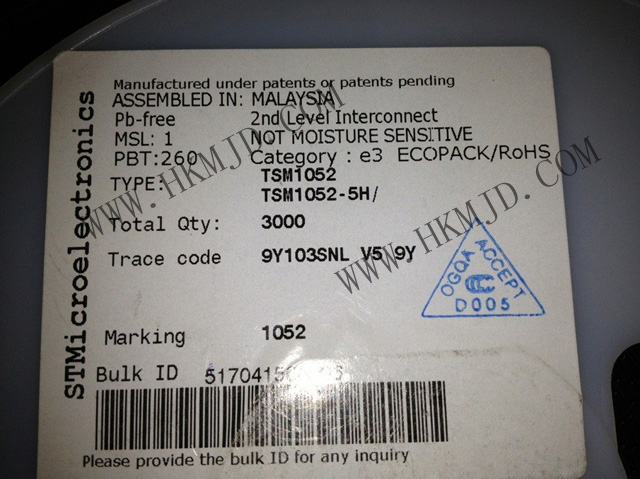 STMicroelectronics
Manufactured under patents or patents pending
ASSEMBLED IN: MALAYSIA
Pb-free 2nd Level Interconnect
MSL: 1 NOT MOISTURE SENSITIVE
PBT:260 Category : e3 ECOPACK/RoHS
TYPE: TSM1052
TSM1052-5H/
Total Qty: 3000
Trace code 9Y103SNL V5 9Y
OGQA ACCEPT
D005
Marking 1052
Bulk ID
Please provide the bulk ID for any inquiry
WWW.HKMJD.COM
WWW.HKMJD.COM